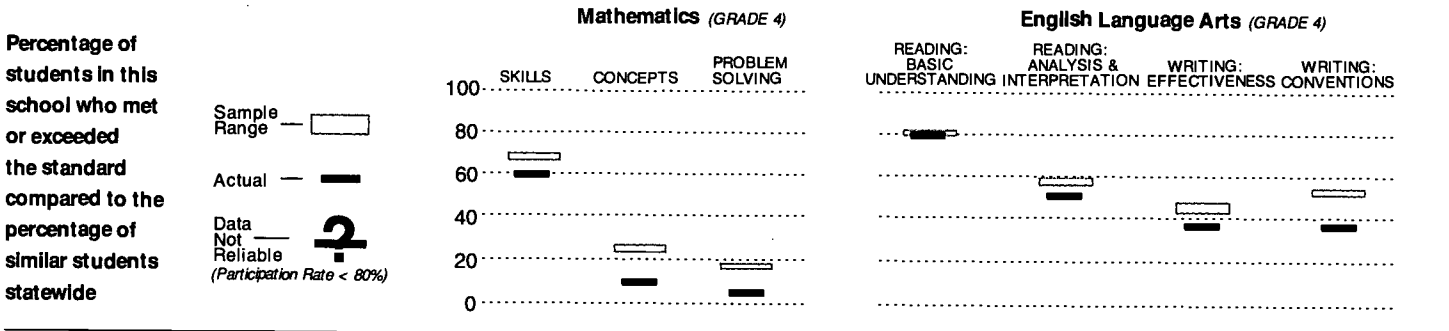 Mathematics (GRADE 4)
English Language Arts (GRADE 4)
Percentage of
students in this
school who met
or exceeded
the standard
compared to the
percentage of
similar students
statewide
Sample
Range
Actual
Data
Not
Reliable
?
(Participation Rate < 80%)
SKILLS
CONCEPTS
PROBLEM
SOLVING
100
80
60
40
20
0
READING:
BASIC
UNDERSTANDING
READING:
ANALYSIS &
INTERPRETATION
WRITING:
EFFECTIVENESS
WRITING:
CONVENTIONS